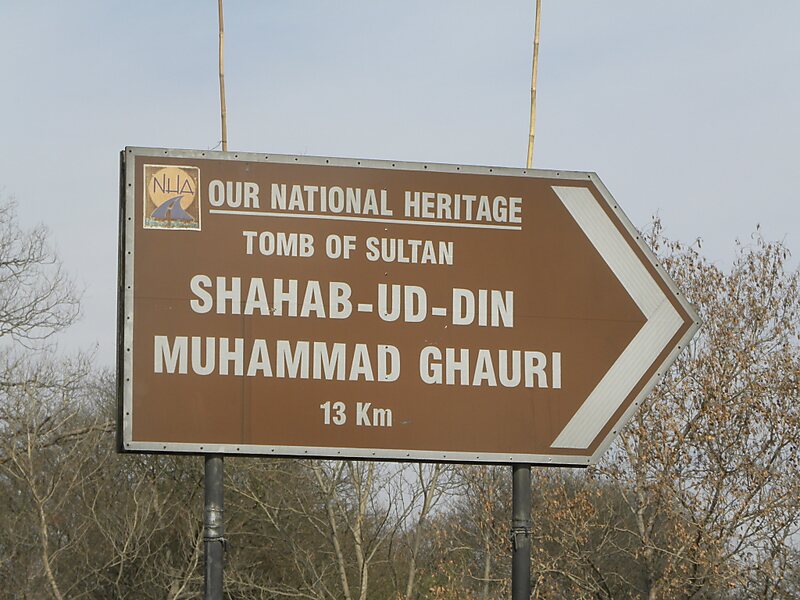 NHA
OUR NATIONAL HERITAGE
TOMB OF SULTAN
SHAHAB-UD-DIN
MUHAMMAD GHAURI
13 Km